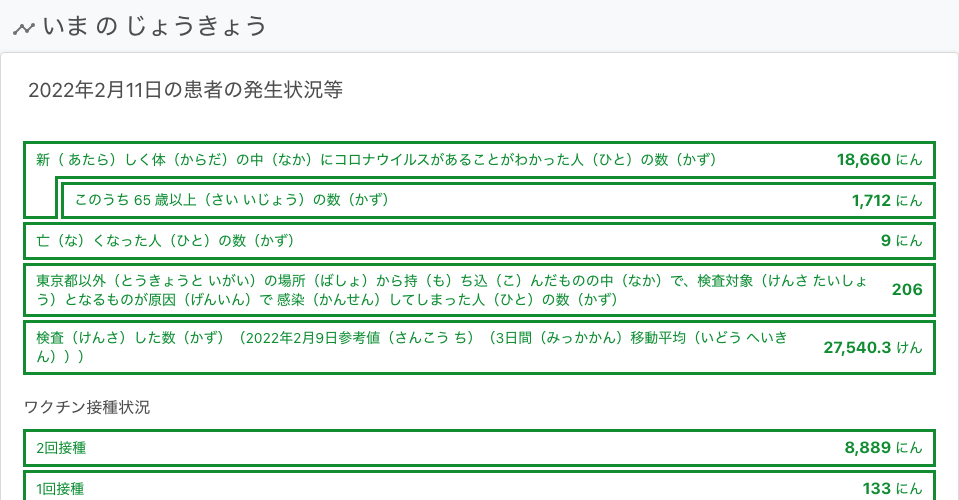 いま の じょうきょう
2022年2月11日の患者の発生状況等
新（ あたら）しく体（からだ）の中（なか）にコロナウイルスがあることがわかった人（ひと）の数（かず） 18,660 にん
このうち 65 歳以上（さい いじょう）の数（かず） 1,712 にん
亡（な）くなった人（ひと）の数（かず） 9 にん
東京都以外（とうきょうと いがい）の場所（ばしょ）から持（も）ち込（こ）んだものの中（なか）で、検査対象（けんさ たいしょ
う）となるものが原因（げんいん）で 感染（かんせん）してしまった人（ひと）の数（かず） 206
検査（けんさ）した数（かず）（2022年2月9日参考値（さんこう ち）（3日間（みっかかん）移動平均（いどう へいき
ん））） 27,540.3 けん
ワクチン接種状況
2回接種 8,889 にん
1回接種 133 にん